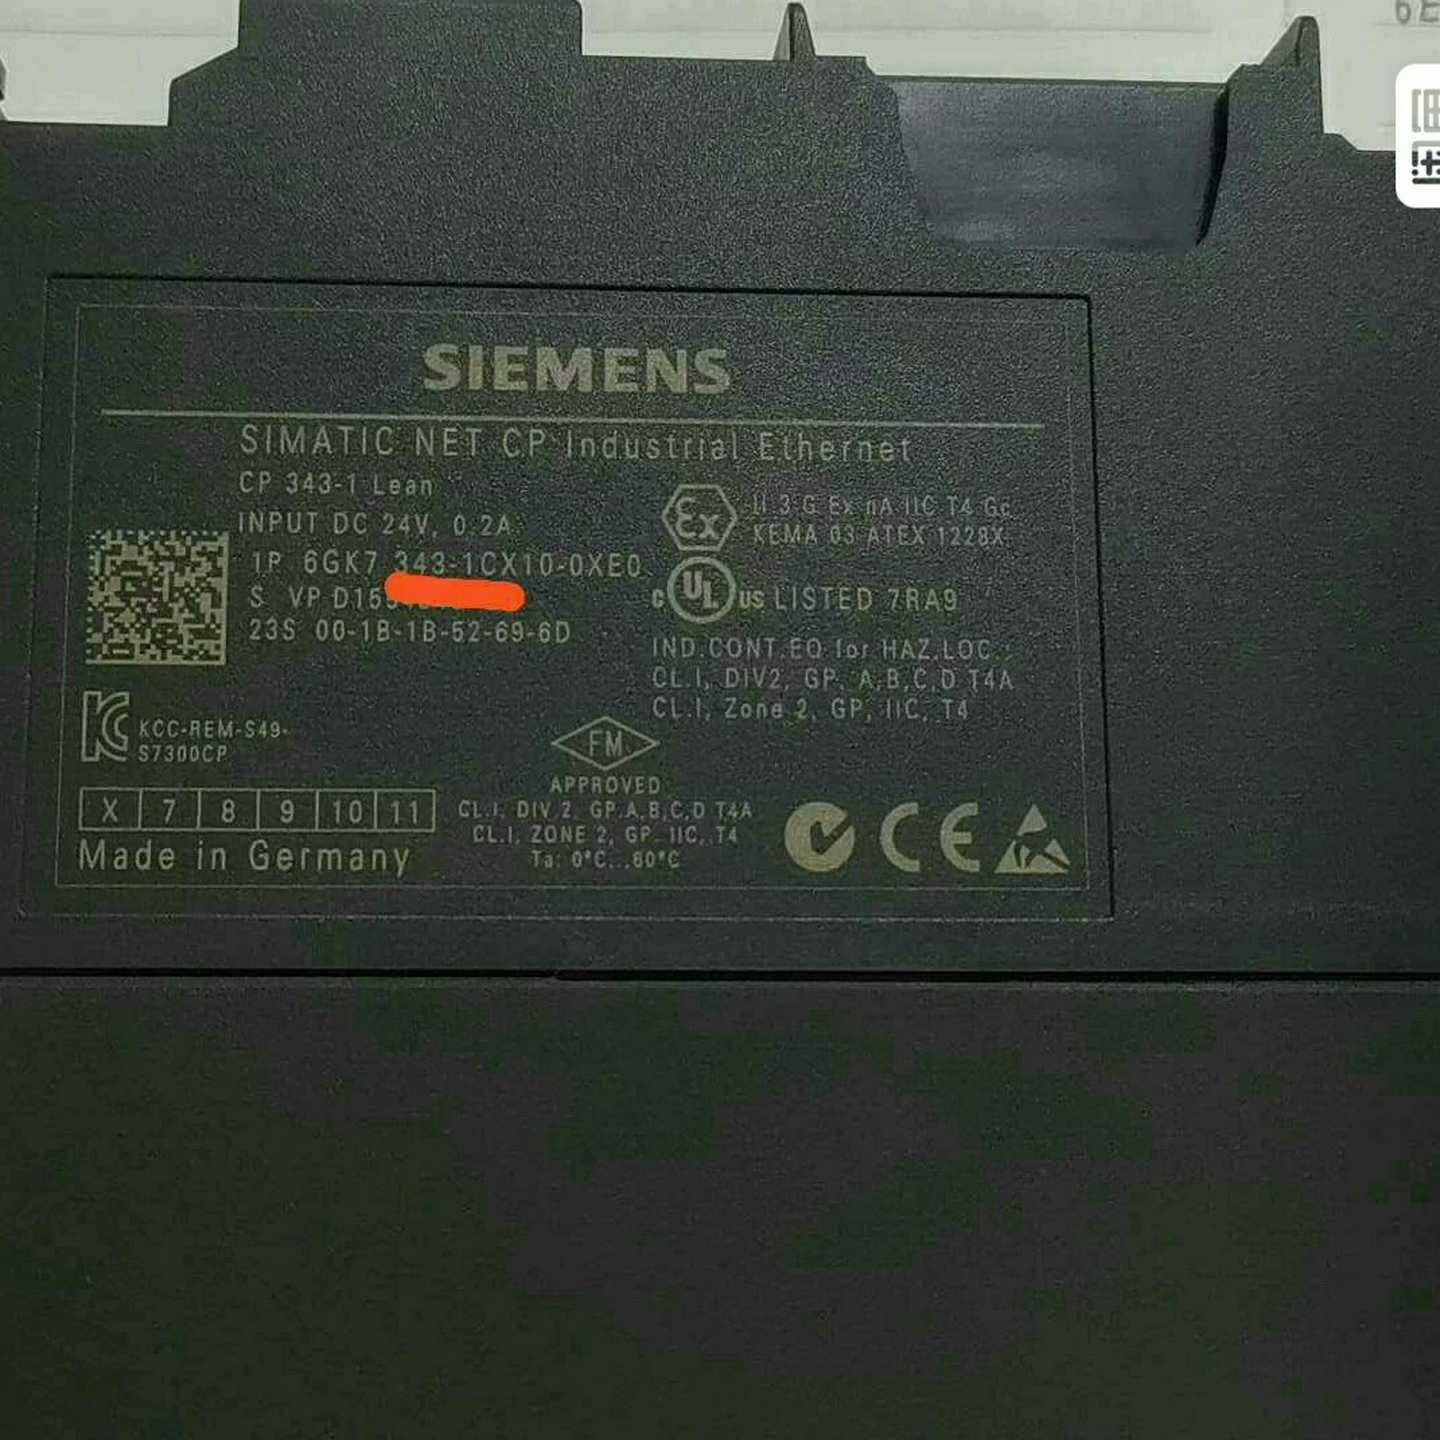 6E
SIEMENS
SIMATIC NET CP Industrial Ethernet
CP 343-1 Lean
INPUT DC 24V, 0.2A
1P 6GK7 343-1CX10-0XE0
S VP
23S 00-1B-1B-52-69-6D
Ex
II 3 G Ex nA IIC T4 Gc
KEMA 03 ATEX 1228X
c UL us LISTED 7RA9
IND.CONT.EQ for HAZ.LOC.
CL.I, DIV2, GP. A,B,C,D T4A
CL.I, Zone 2, GP, IIC, T4
KCC-REM-S49-
S7300CP
FM
APPROVED
CL.I, DIV 2, GP.A,B,C,D T4A
CL.I, ZONE 2, GP. IIC, T4
Ta: 0°C...60°C
X 7 8 9 10 11
Made in Germany
CE